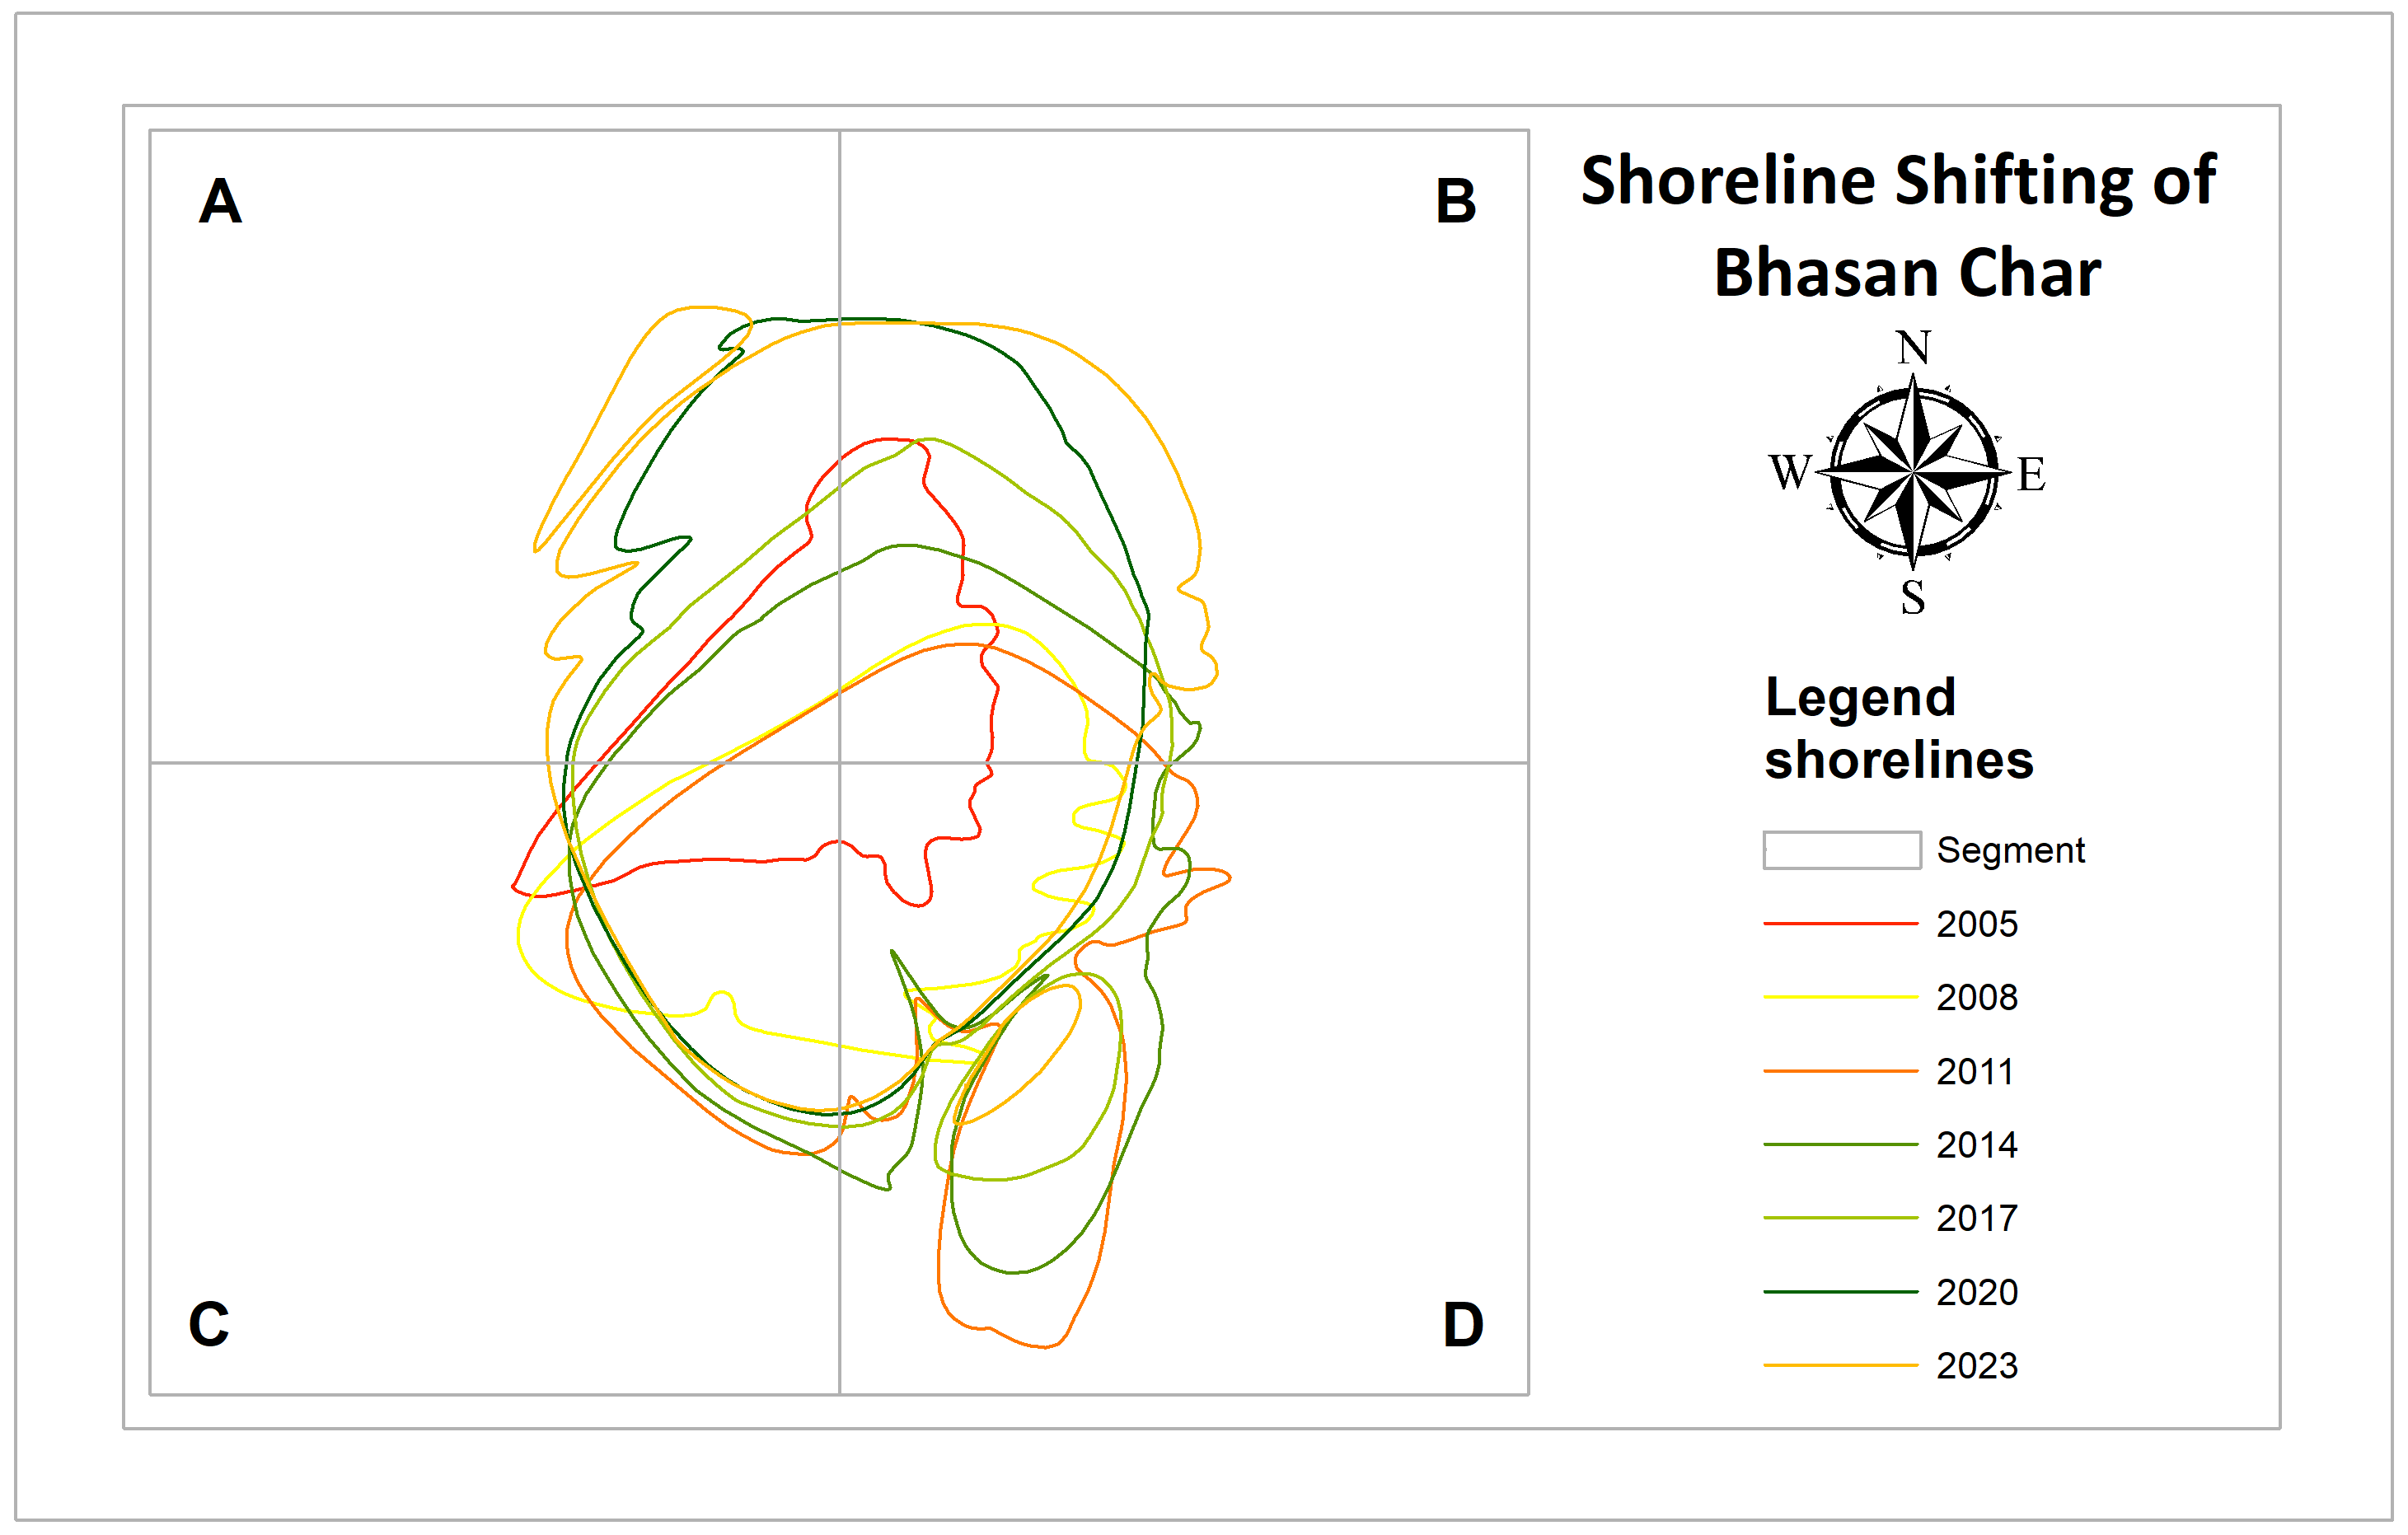 A
B
C
D
Shoreline Shifting of
Bhasan Char
N
W
E
S
Legend
shorelines
Segment
2005
2008
2011
2014
2017
2020
2023